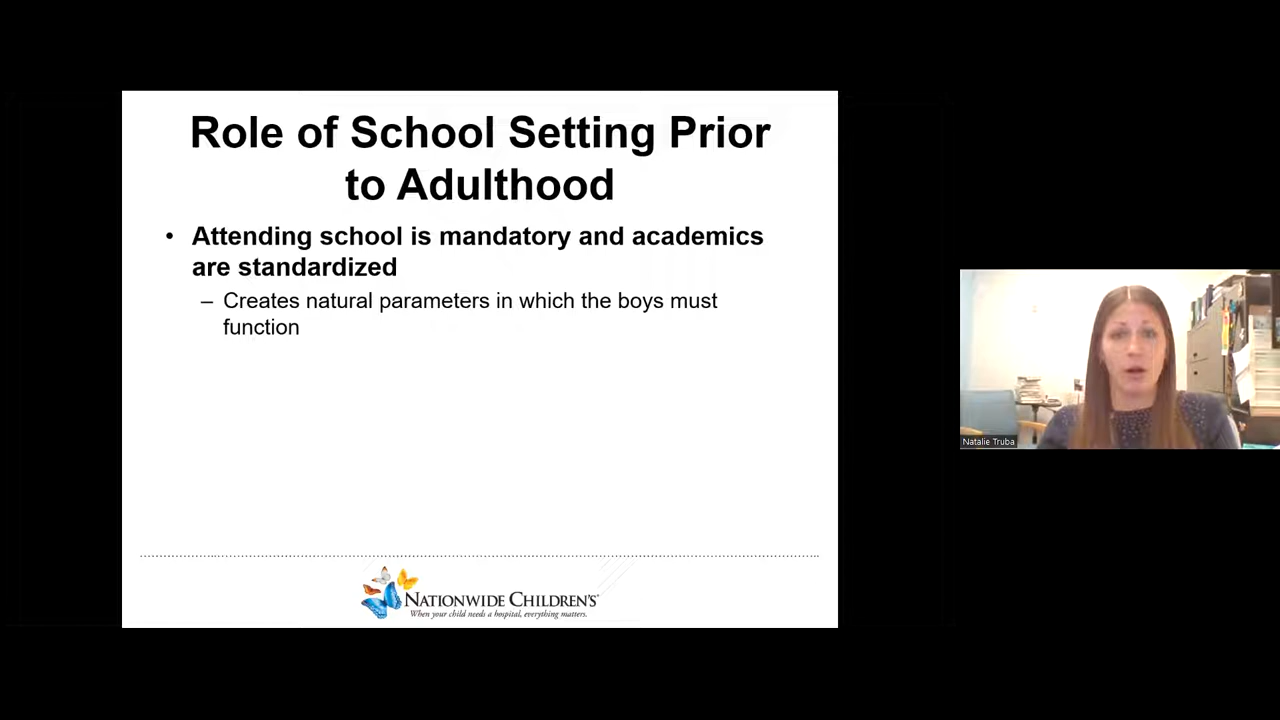 Role of School Setting Prior
to Adulthood
• Attending school is mandatory and academics
are standardized
– Creates natural parameters in which the boys must
function
NATIONWIDE CHILDREN'S®
When your child needs a hospital, everything matters.
Natalie Truba